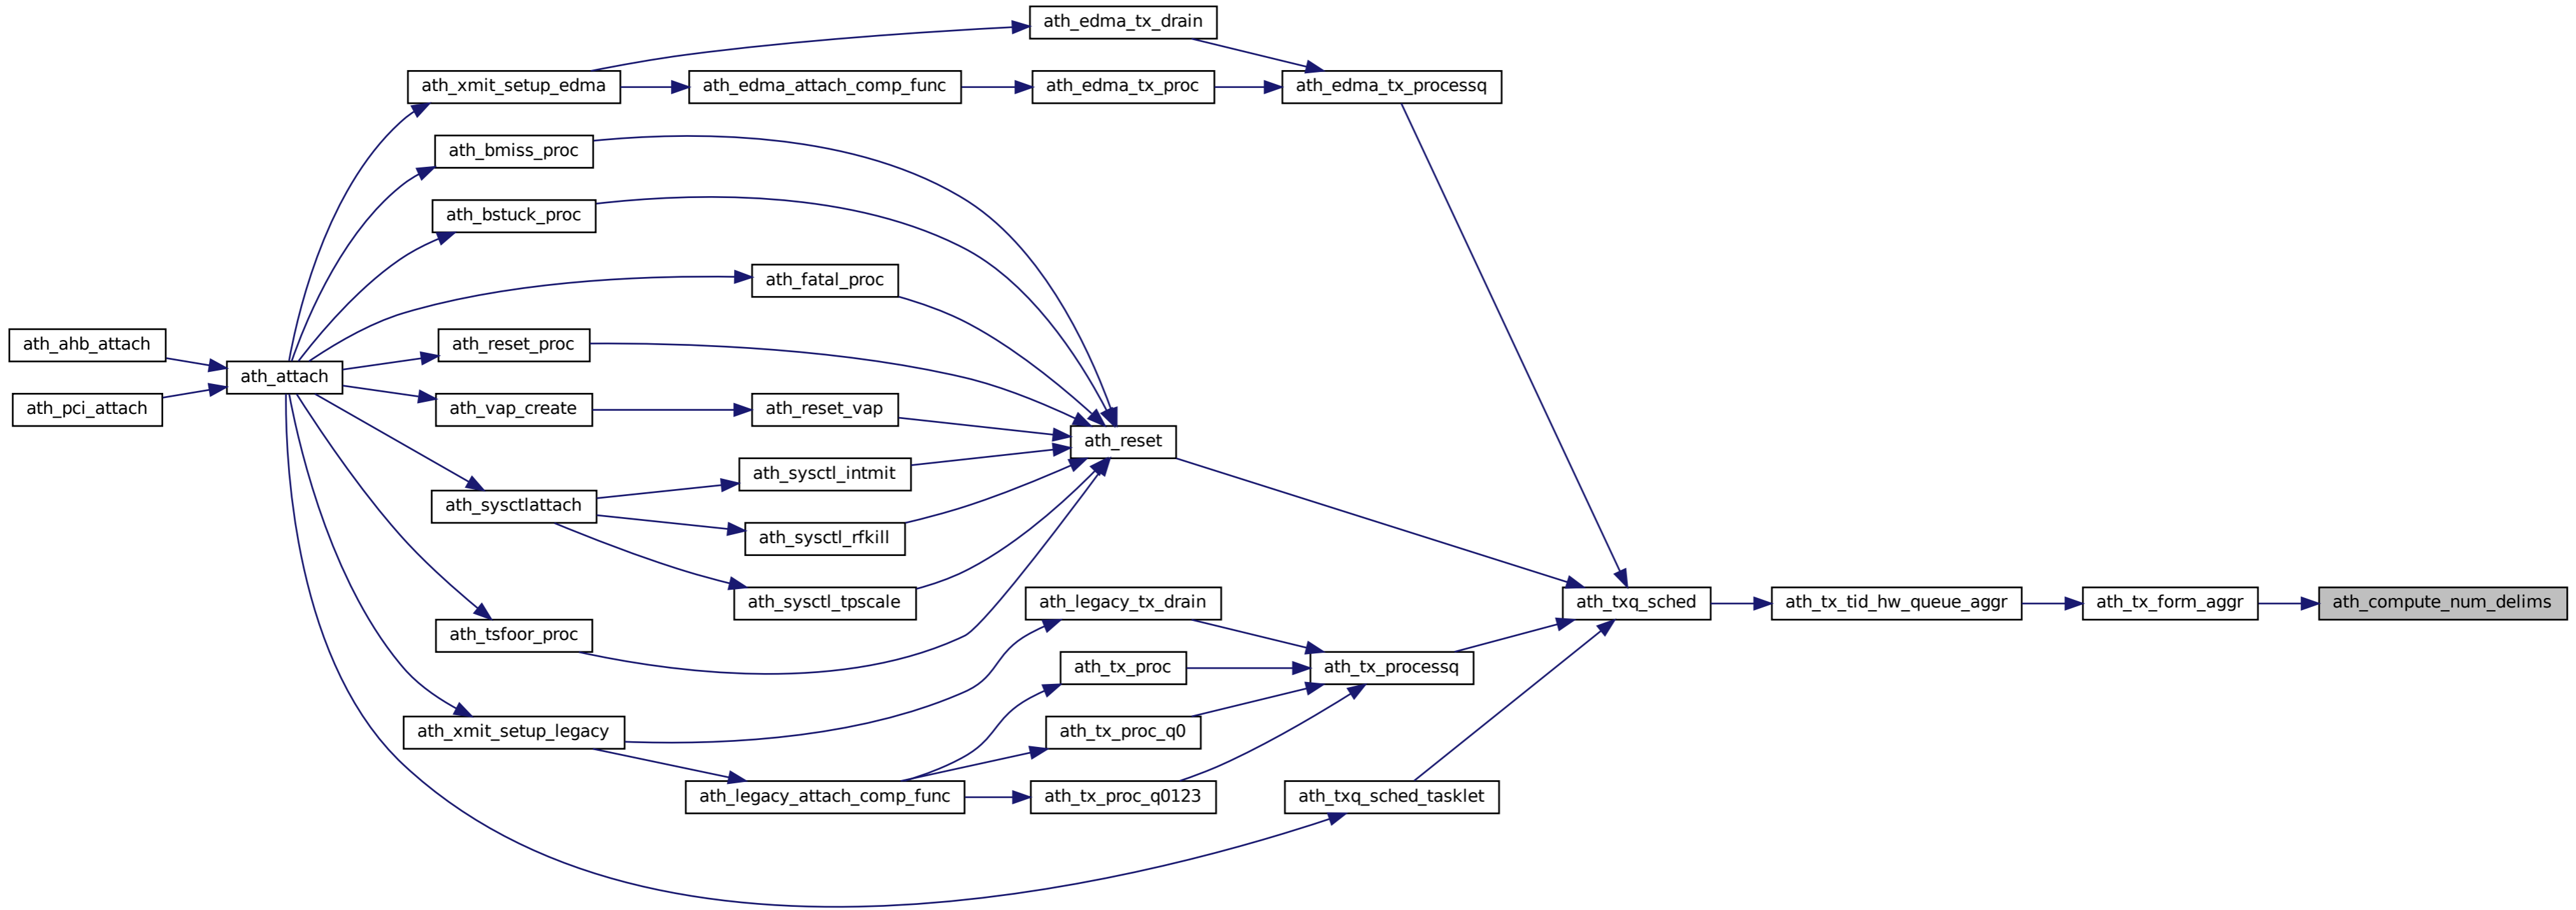 ath_edma_tx_drain
ath_xmit_setup_edma
ath_edma_attach_comp_func
ath_edma_tx_proc
ath_edma_tx_processq
ath_bmiss_proc
ath_bstuck_proc
ath_fatal_proc
ath_ahb_attach
ath_reset_proc
ath_attach
ath_pci_attach
ath_vap_create
ath_reset_vap
ath_reset
ath_sysctl_intmit
ath_sysctlattach
ath_sysctl_rfkill
ath_sysctl_tpscale
ath_legacy_tx_drain
ath_txq_sched
ath_tx_tid_hw_queue_aggr
ath_tx_form_aggr
ath_compute_num_delims
ath_tsfoor_proc
ath_tx_proc
ath_tx_processq
ath_xmit_setup_legacy
ath_tx_proc_q0
ath_legacy_attach_comp_func
ath_tx_proc_q0123
ath_txq_sched_tasklet